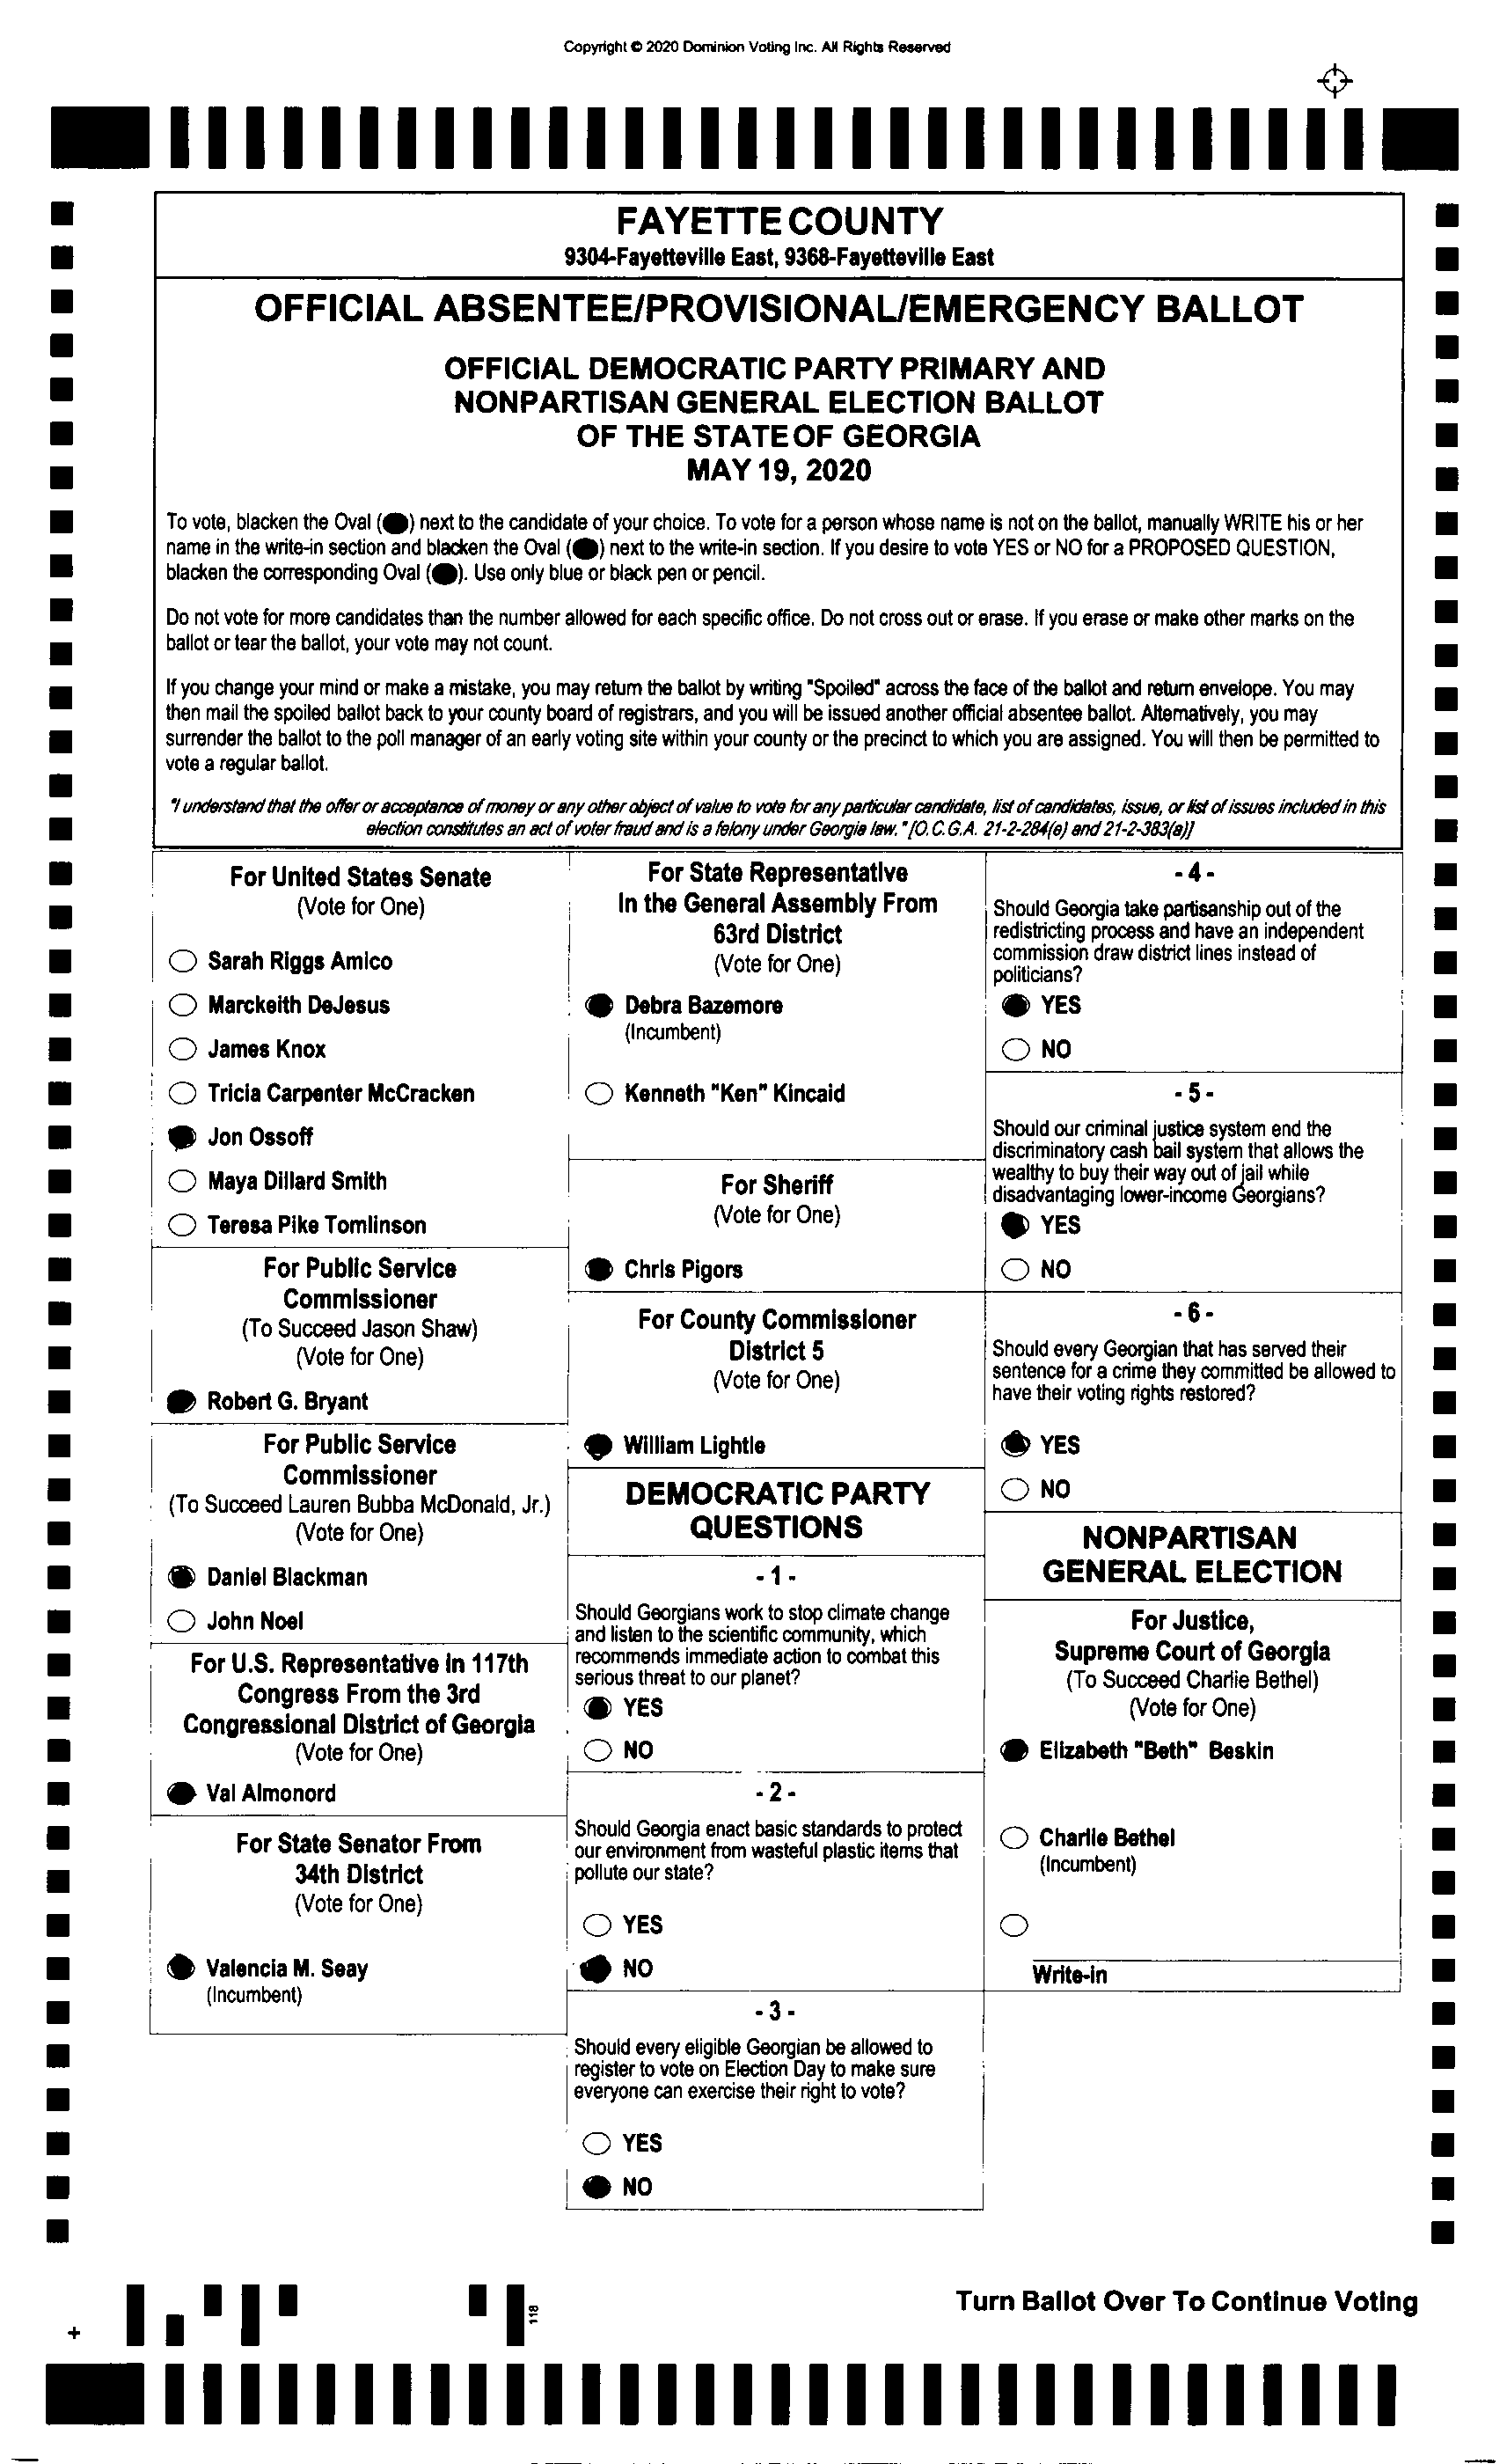 Copyright © 2020 Dominion Voting Inc. All Rights Reserved
FAYETTE COUNTY
9304-Fayetteville East, 9368-Fayetteville East
OFFICIAL ABSENTEE/PROVISIONAL/EMERGENCY BALLOT
OFFICIAL DEMOCRATIC PARTY PRIMARY AND
NONPARTISAN GENERAL ELECTION BALLOT
OF THE STATE OF GEORGIA
MAY 19, 2020
To vote, blacken the Oval ( ) next to the candidate of your choice. To vote for a person whose name is not on the ballot, manually WRITE his or her
name in the write-in section and blacken the Oval ( ) next to the write-in section. If you desire to vote YES or NO for a PROPOSED QUESTION,
blacken the corresponding Oval ( ). Use only blue or black pen or pencil.
Do not vote for more candidates than the number allowed for each specific office. Do not cross out or erase. If you erase or make other marks on the
ballot or tear the ballot, your vote may not count.
If you change your mind or make a mistake, you may return the ballot by writing "Spoiled" across the face of the ballot and return envelope. You may
then mail the spoiled ballot back to your county board of registrars, and you will be issued another official absentee ballot. Alternatively, you may
surrender the ballot to the poll manager of an early voting site within your county or the precinct to which you are assigned. You will then be permitted to
vote a regular ballot.
"I understand that the offer or acceptance of money or any other object of value to vote for any particular candidate, list of candidates, issue, or list of issues included in this
election constitutes an act of voter fraud and is a felony under Georgia law." [O.C.G.A. 21-2-284(e) and 21-2-383(a)]
For United States Senate
(Vote for One)
Sarah Riggs Amico
Marckeith DeJesus
James Knox
Tricia Carpenter McCracken
Jon Ossoff
Maya Dillard Smith
Teresa Pike Tomlinson
For Public Service
Commissioner
(To Succeed Jason Shaw)
(Vote for One)
Robert G. Bryant
For Public Service
Commissioner
(To Succeed Lauren Bubba McDonald, Jr.)
(Vote for One)
Daniel Blackman
John Noel
For U.S. Representative in 117th
Congress From the 3rd
Congressional District of Georgia
(Vote for One)
Val Almonord
For State Senator From
34th District
(Vote for One)
Valencia M. Seay
(Incumbent)
For State Representative
In the General Assembly From
63rd District
(Vote for One)
Debra Bazemore
(Incumbent)
Kenneth "Ken" Kincaid
For Sheriff
(Vote for One)
Chris Pigors
For County Commissioner
District 5
(Vote for One)
William Lightle
DEMOCRATIC PARTY
QUESTIONS
- 1 -
Should Georgians work to stop climate change
and listen to the scientific community, which
recommends immediate action to combat this
serious threat to our planet?
YES
NO
- 2 -
Should Georgia enact basic standards to protect
our environment from wasteful plastic items that
pollute our state?
YES
NO
- 3 -
Should every eligible Georgian be allowed to
register to vote on Election Day to make sure
everyone can exercise their right to vote?
YES
NO
- 4 -
Should Georgia take partisanship out of the
redistricting process and have an independent
commission draw district lines instead of
politicians?
YES
NO
- 5 -
Should our criminal justice system end the
discriminatory cash bail system that allows the
wealthy to buy their way out of jail while
disadvantaging lower-income Georgians?
YES
NO
- 6 -
Should every Georgian that has served their
sentence for a crime they committed be allowed to
have their voting rights restored?
YES
NO
NONPARTISAN
GENERAL ELECTION
For Justice,
Supreme Court of Georgia
(To Succeed Charlie Bethel)
(Vote for One)
Elizabeth "Beth" Beskin
Charlie Bethel
(Incumbent)
Write-in
118
Turn Ballot Over To Continue Voting